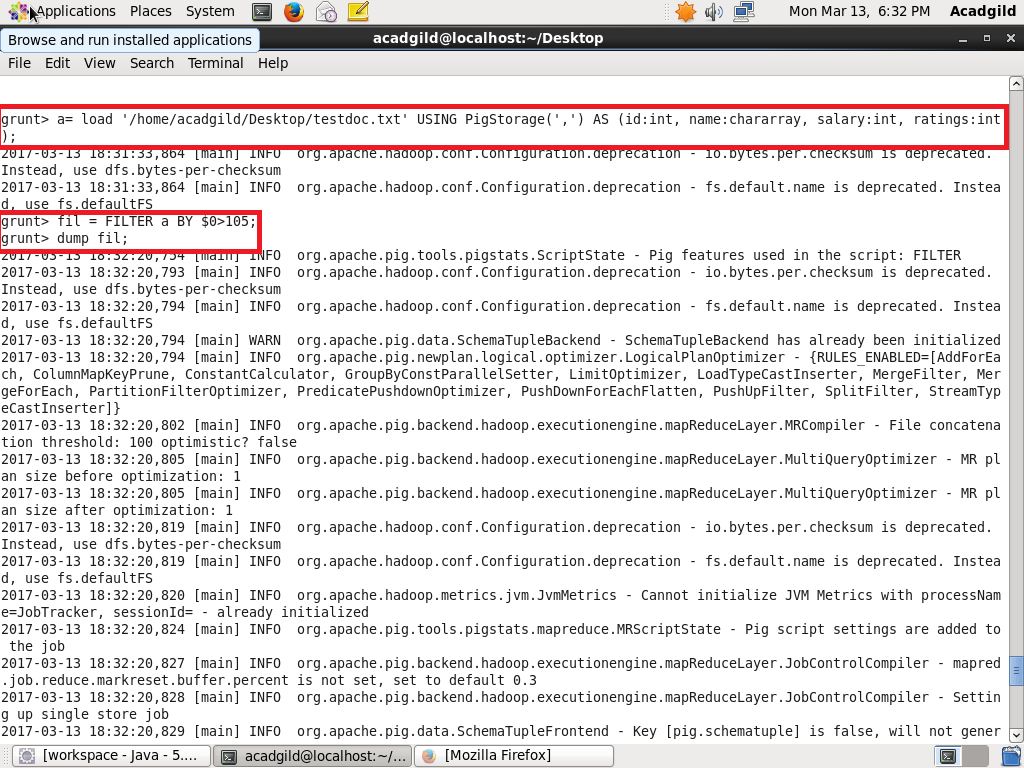 Applications Places System Mon Mar 13, 6:32 PM Acadgild
Browse and run installed applications
acadgild@localhost:~/Desktop
File Edit View Search Terminal Help
grunt> a= load '/home/acadgild/Desktop/testdoc.txt' USING PigStorage(',') AS (id:int, name:chararray, salary:int, ratings:int
);
2017-03-13 18:31:33,864 [main] INFO  org.apache.hadoop.conf.Configuration.deprecation - io.bytes.per.checksum is deprecated.
Instead, use dfs.bytes-per-checksum
2017-03-13 18:31:33,864 [main] INFO  org.apache.hadoop.conf.Configuration.deprecation - fs.default.name is deprecated. Instea
d, use fs.defaultFS
grunt> fil = FILTER a BY $0>105;
grunt> dump fil;
2017-03-13 18:32:20,754 [main] INFO  org.apache.pig.tools.pigstats.ScriptState - Pig features used in the script: FILTER
2017-03-13 18:32:20,793 [main] INFO  org.apache.hadoop.conf.Configuration.deprecation - io.bytes.per.checksum is deprecated.
Instead, use dfs.bytes-per-checksum
2017-03-13 18:32:20,794 [main] INFO  org.apache.hadoop.conf.Configuration.deprecation - fs.default.name is deprecated. Instea
d, use fs.defaultFS
2017-03-13 18:32:20,794 [main] WARN  org.apache.pig.data.SchemaTupleBackend - SchemaTupleBackend has already been initialized
2017-03-13 18:32:20,794 [main] INFO  org.apache.pig.newplan.logical.optimizer.LogicalPlanOptimizer - {RULES_ENABLED=[AddForEa
ch, ColumnMapKeyPrune, ConstantCalculator, GroupByConstParallelSetter, LimitOptimizer, LoadTypeCastInserter, MergeFilter, Mer
geForEach, PartitionFilterOptimizer, PredicatePushdownOptimizer, PushDownForEachFlatten, PushUpFilter, SplitFilter, StreamTyp
eCastInserter]}
2017-03-13 18:32:20,802 [main] INFO  org.apache.pig.backend.hadoop.executionengine.mapReduceLayer.MRCompiler - File concatena
tion threshold: 100 optimistic? false
2017-03-13 18:32:20,805 [main] INFO  org.apache.pig.backend.hadoop.executionengine.mapReduceLayer.MultiQueryOptimizer - MR pl
an size before optimization: 1
2017-03-13 18:32:20,805 [main] INFO  org.apache.pig.backend.hadoop.executionengine.mapReduceLayer.MultiQueryOptimizer - MR pl
an size after optimization: 1
2017-03-13 18:32:20,819 [main] INFO  org.apache.hadoop.conf.Configuration.deprecation - io.bytes.per.checksum is deprecated.
Instead, use dfs.bytes-per-checksum
2017-03-13 18:32:20,819 [main] INFO  org.apache.hadoop.conf.Configuration.deprecation - fs.default.name is deprecated. Instea
d, use fs.defaultFS
2017-03-13 18:32:20,820 [main] INFO  org.apache.hadoop.metrics.jvm.JvmMetrics - Cannot initialize JVM Metrics with processNam
e=JobTracker, sessionId= - already initialized
2017-03-13 18:32:20,824 [main] INFO  org.apache.pig.tools.pigstats.mapreduce.MRScriptState - Pig script settings are added to
 the job
2017-03-13 18:32:20,827 [main] INFO  org.apache.pig.backend.hadoop.executionengine.mapReduceLayer.JobControlCompiler - mapred
.job.reduce.markreset.buffer.percent is not set, set to default 0.3
2017-03-13 18:32:20,828 [main] INFO  org.apache.pig.backend.hadoop.executionengine.mapReduceLayer.JobControlCompiler - Settin
g up single store job
2017-03-13 18:32:20,829 [main] INFO  org.apache.pig.data.SchemaTupleFrontend - Key [pig.schematuple] is false, will not gener
[workspace - Java - 5.... acadgild@localhost:~/... [Mozilla Firefox]